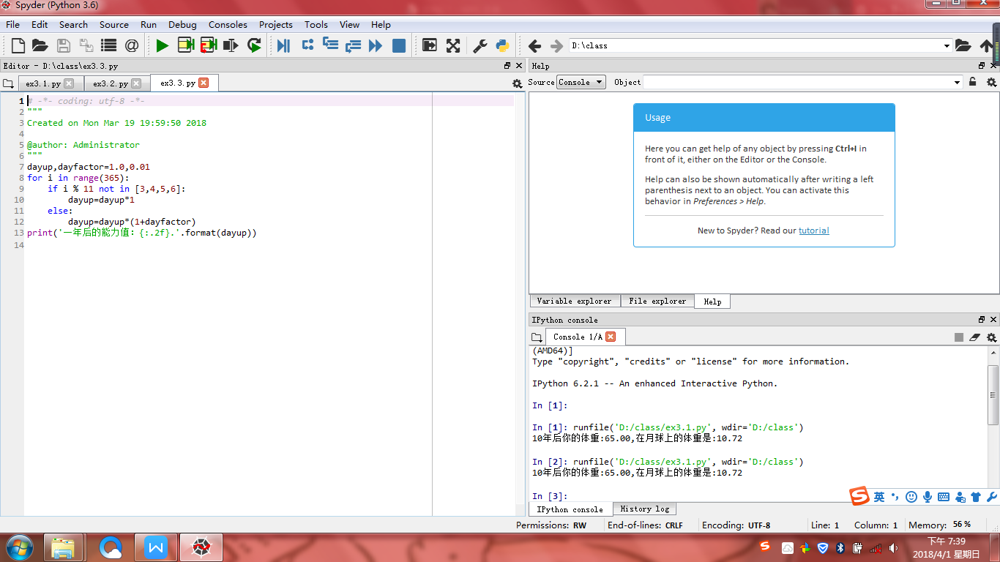 Spyder (Python 3.6)
File Edit Search Source Run Debug Consoles Projects Tools View Help
D:\class
Editor - D:\class\ex3.3.py
ex3.1.py ex3.2.py ex3.3.py
1 # -*- coding: utf-8 -*-
2 """
3 Created on Mon Mar 19 19:59:50 2018
4
5 @author: Administrator
6 """
7 dayup,dayfactor=1.0,0.01
8 for i in range(365):
9 if i % 11 not in [3,4,5,6]:
10 dayup=dayup*1
11 else:
12 dayup=dayup*(1+dayfactor)
13 print('一年后的能力值：{:.2f}.'.format(dayup))
14
Help
Source Console Object
Usage
Here you can get help of any object by pressing Ctrl+I in
front of it, either on the Editor or the Console.
Help can also be shown automatically after writing a left
parenthesis next to an object. You can activate this
behavior in Preferences > Help.
New to Spyder? Read our tutorial
Variable explorer File explorer Help
IPython console
Console 1/A
(AMD64)]
Type "copyright", "credits" or "license" for more information.
IPython 6.2.1 -- An enhanced Interactive Python.
In [1]:
In [1]: runfile('D:/class/ex3.1.py', wdir='D:/class')
10年后你的体重:65.00,在月球上的体重是:10.72
In [2]: runfile('D:/class/ex3.1.py', wdir='D:/class')
10年后你的体重:65.00,在月球上的体重是:10.72
In [3]:
英
IPython console History log
Permissions: RW End-of-lines: CRLF Encoding: UTF-8 Line: 1 Column: 1 Memory: 56 %
下午 7:39
2018/4/1 星期日